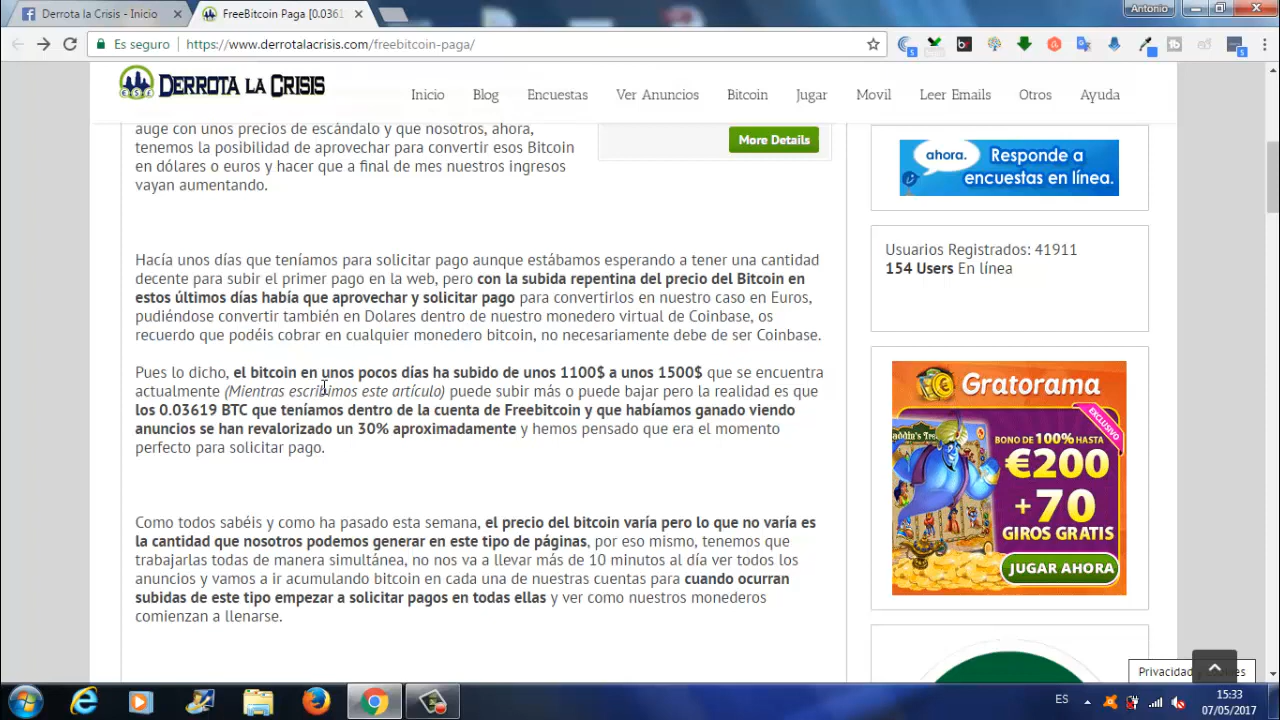 Derrota la Crisis - Inicio
FreeBitcoin Paga [0.0361
Antonio
Es seguro
https://www.derrotalacrisis.com/freebitcoin-paga/
DERROTA LA CRISIS
Inicio Blog Encuestas Ver Anuncios Bitcoin Jugar Movil Leer Emails Otros Ayuda
auge con unos precios de escándalo y que nosotros, ahora,
tenemos la posibilidad de aprovechar para convertir esos Bitcoin
en dólares o euros y hacer que a final de mes nuestros ingresos
vayan aumentando.
More Details
Hacía unos días que teníamos para solicitar pago aunque estábamos esperando a tener una cantidad
decente para subir el primer pago en la web, pero con la subida repentina del precio del Bitcoin en
estos últimos días había que aprovechar y solicitar pago para convertirlos en nuestro caso en Euros,
pudiéndose convertir también en Dolares dentro de nuestro monedero virtual de Coinbase, os
recuerdo que podéis cobrar en cualquier monedero bitcoin, no necesariamente debe de ser Coinbase.
Pues lo dicho, el bitcoin en unos pocos días ha subido de unos 1100$ a unos 1500$ que se encuentra
actualmente (Mientras escribimos este artículo) puede subir más o puede bajar pero la realidad es que
los 0.03619 BTC que teníamos dentro de la cuenta de Freebitcoin y que habíamos ganado viendo
anuncios se han revalorizado un 30% aproximadamente y hemos pensado que era el momento
perfecto para solicitar pago.
Como todos sabéis y como ha pasado esta semana, el precio del bitcoin varía pero lo que no varía es
la cantidad que nosotros podemos generar en este tipo de páginas, por eso mismo, tenemos que
trabajarlas todas de manera simultánea, no nos va a llevar más de 10 minutos al día ver todos los
anuncios y vamos a ir acumulando bitcoin en cada una de nuestras cuentas para cuando ocurran
subidas de este tipo empezar a solicitar pagos en todas ellas y ver como nuestros monederos
comienzan a llenarse.
ahora.
Responde a
encuestas en línea.
Usuarios Registrados: 41911
154 Users En línea
Gratorama
EXCLUSIVO
BONO DE 100% HASTA
€200
+70
GIROS GRATIS
JUGAR AHORA
ES
15:33
07/05/2017